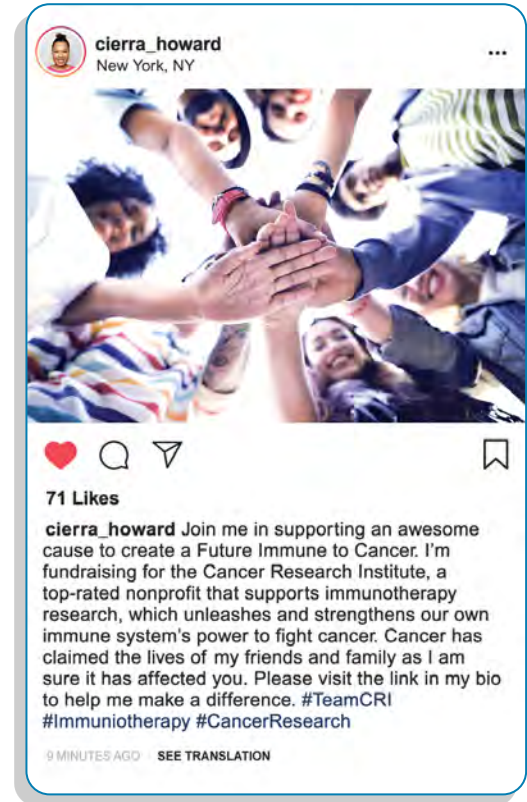 cierra_howard
New York, NY
71 Likes
cierra_howard Join me in supporting an awesome
cause to create a Future Immune to Cancer. I'm
fundraising for the Cancer Research Institute, a
top-rated nonprofit that supports immunotherapy
research, which unleashes and strengthens our own
immune system's power to fight cancer. Cancer has
claimed the lives of my friends and family as I am
sure it has affected you. Please visit the link in my bio
to help me make a difference. #TeamCRI
#Immuniotherapy #CancerResearch
9 MINUTES AGO · SEE TRANSLATION